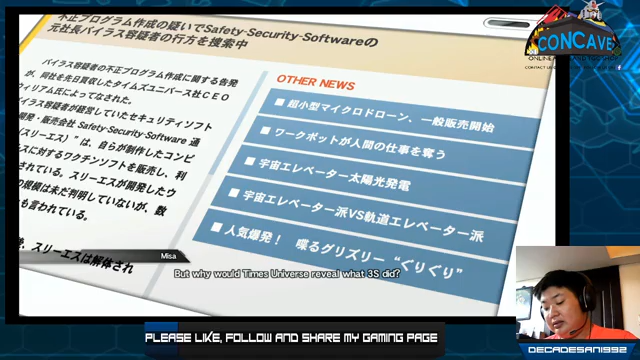 不正プログラム作成の疑いでSafety-Security-Softwareの
元社長バイラス容疑者の行方を捜索中
バイラス容疑者の不正プログラム作成に関する告発
が、同社を先日買収したタイムズユニバース社CEO
ウィリアム氏によってなされた。
バイラス容疑者が経営していたセキュリティソフト
開発・販売会社 Safety-Security-Software 通
(スリーエス)”は、自らが制作したコンピ
スに対するワクチンソフトを販売し、利
されている。スリーエスが開発したウ
の規模は未だ判明していないが、数
も言われている。
、スリーエスは解体され
OTHER NEWS
■ 超小型マイクロドローン、一般販売開始
■ ワークボットが人間の仕事を奪う
■ 宇宙エレベーター太陽光発電
■ 宇宙エレベーター派VS軌道エレベーター派
■ 人気爆発! 喋るグリズリー“ぐりぐり”
Misa
But why would Times Universe reveal what 3S did?
CONCAVE
PLEASE LIKE, FOLLOW AND SHARE MY GAMING PAGE
DECADESAN1992